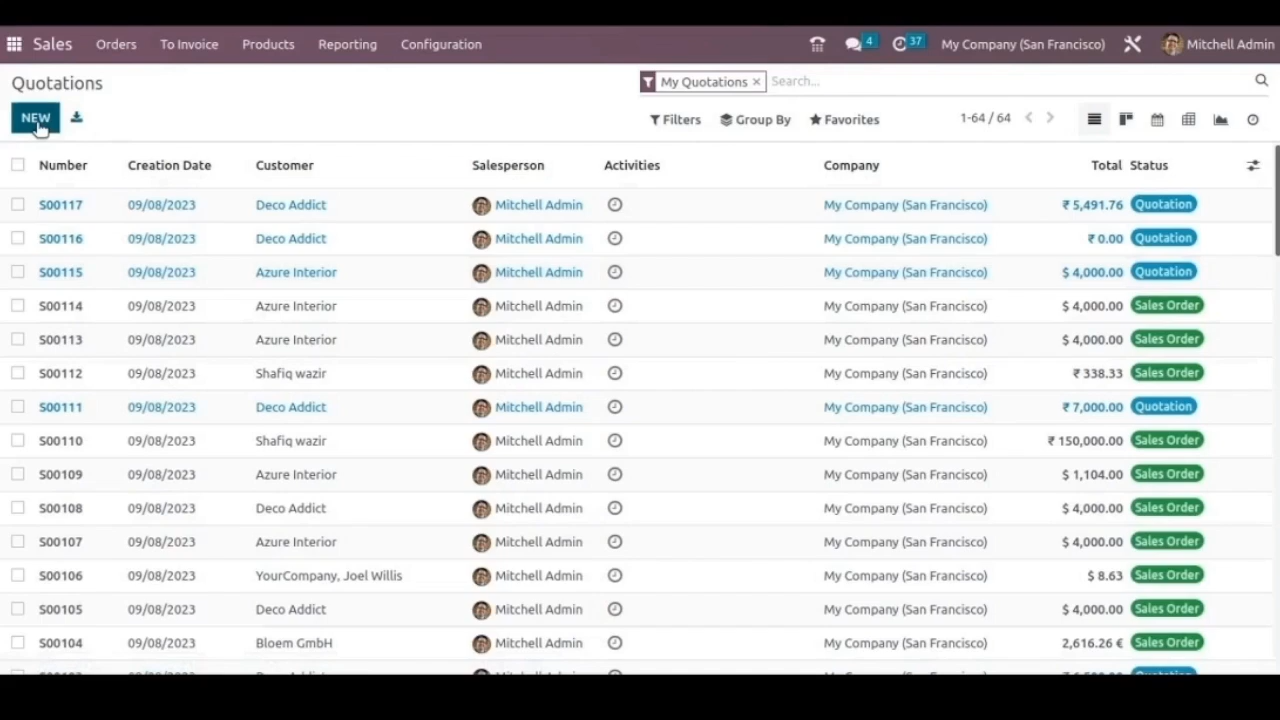 Sales Orders To Invoice Products Reporting Configuration 4 37 My Company (San Francisco) Mitchell Admin
Quotations My Quotations × Search...
NEW Filters Group By Favorites 1-64 / 64
Number Creation Date Customer Salesperson Activities Company Total Status
S00117 09/08/2023 Deco Addict Mitchell Admin My Company (San Francisco) ₹ 5,491.76 Quotation
S00116 09/08/2023 Deco Addict Mitchell Admin My Company (San Francisco) ₹ 0.00 Quotation
S00115 09/08/2023 Azure Interior Mitchell Admin My Company (San Francisco) $ 4,000.00 Quotation
S00114 09/08/2023 Azure Interior Mitchell Admin My Company (San Francisco) $ 4,000.00 Sales Order
S00113 09/08/2023 Azure Interior Mitchell Admin My Company (San Francisco) $ 4,000.00 Sales Order
S00112 09/08/2023 Shafiq wazir Mitchell Admin My Company (San Francisco) ₹ 338.33 Sales Order
S00111 09/08/2023 Deco Addict Mitchell Admin My Company (San Francisco) ₹ 7,000.00 Quotation
S00110 09/08/2023 Shafiq wazir Mitchell Admin My Company (San Francisco) ₹ 150,000.00 Sales Order
S00109 09/08/2023 Azure Interior Mitchell Admin My Company (San Francisco) $ 1,104.00 Sales Order
S00108 09/08/2023 Deco Addict Mitchell Admin My Company (San Francisco) $ 4,000.00 Sales Order
S00107 09/08/2023 Azure Interior Mitchell Admin My Company (San Francisco) $ 4,000.00 Sales Order
S00106 09/08/2023 YourCompany, Joel Willis Mitchell Admin My Company (San Francisco) $ 8.63 Sales Order
S00105 09/08/2023 Deco Addict Mitchell Admin My Company (San Francisco) $ 4,000.00 Sales Order
S00104 09/08/2023 Bloem GmbH Mitchell Admin My Company (San Francisco) 2,616.26 € Sales Order